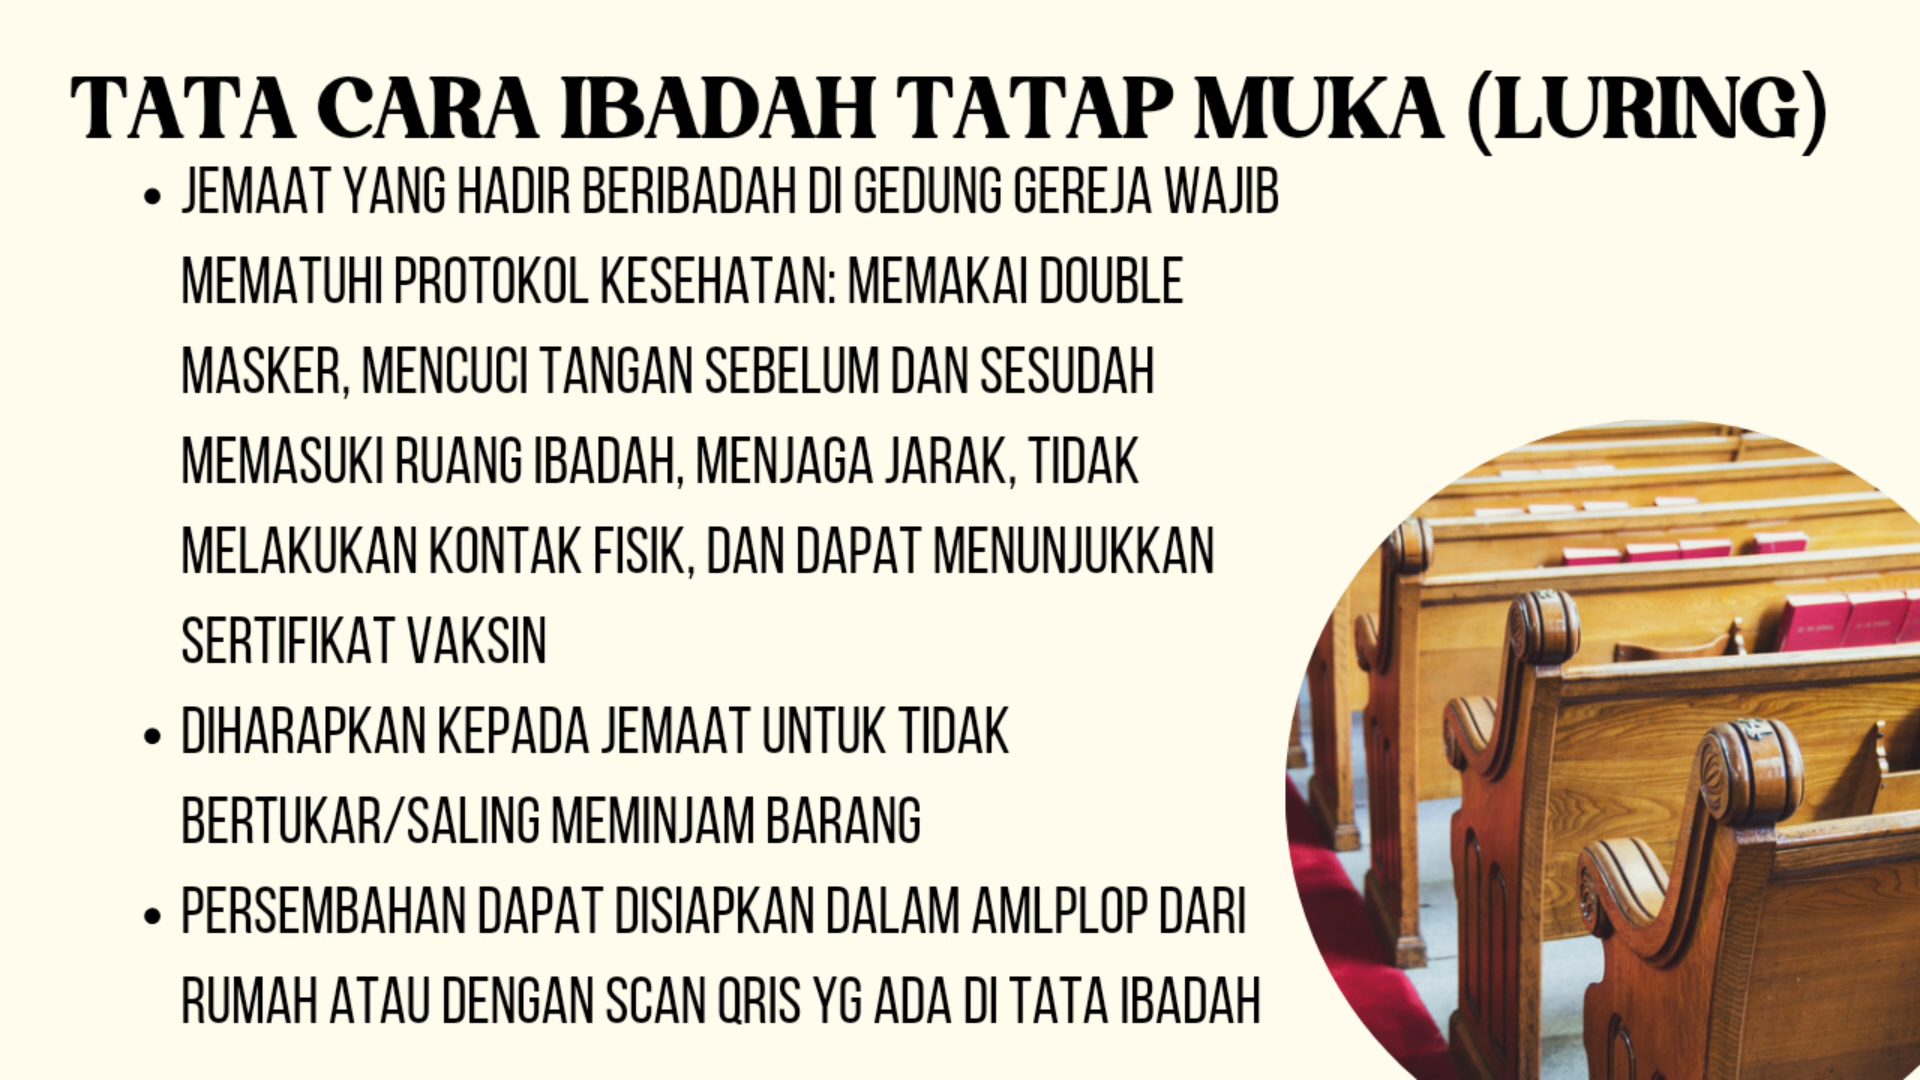 TATA CARA IBADAH TATAP MUKA (LURING)
• JEMAAT YANG HADIR BERIBADAH DI GEDUNG GEREJA WAJIB
MEMATUHI PROTOKOL KESEHATAN: MEMAKAI DOUBLE
MASKER, MENCUCI TANGAN SEBELUM DAN SESUDAH
MEMASUKI RUANG IBADAH, MENJAGA JARAK, TIDAK
MELAKUKAN KONTAK FISIK, DAN DAPAT MENUNJUKKAN
SERTIFIKAT VAKSIN
• DIHARAPKAN KEPADA JEMAAT UNTUK TIDAK
BERTUKAR/SALING MEMINJAM BARANG
• PERSEMBAHAN DAPAT DISIAPKAN DALAM AMLPLOP DARI
RUMAH ATAU DENGAN SCAN QRIS YG ADA DI TATA IBADAH